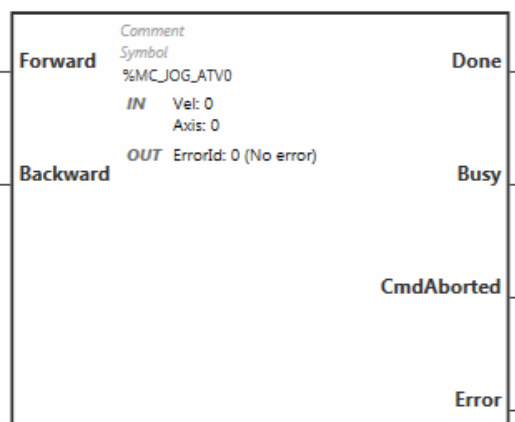 Comment
Forward Symbol Done
%MC_JOG_ATV0
IN Vel: 0
Axis: 0
OUT ErrorId: 0 (No error)
Backward Busy
CmdAborted
Error